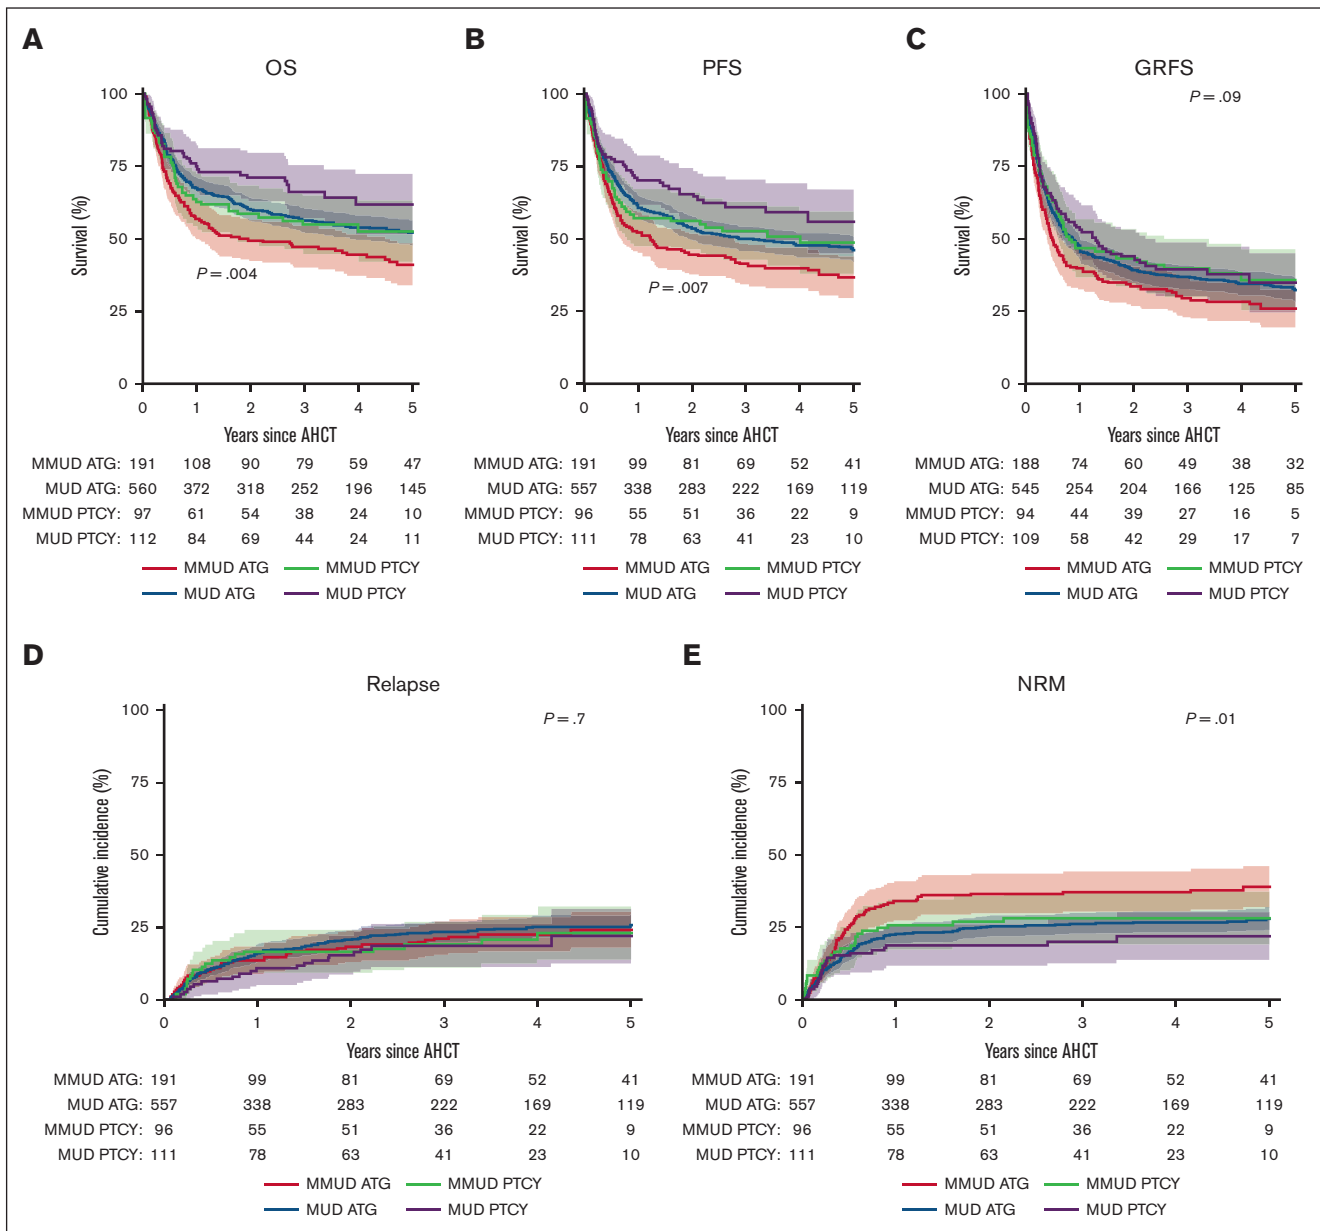 A
OS
Survival (%)
100
75
50
25
0
P = .004
0 1 2 3 4 5
Years since AHCT
MMUD ATG: 191 108 90 79 59 47
MUD ATG: 560 372 318 252 196 145
MMUD PTCY: 97 61 54 38 24 10
MUD PTCY: 112 84 69 44 24 11
MMUD ATG MMUD PTCY
MUD ATG MUD PTCY
B
PFS
Survival (%)
100
75
50
25
0
P = .007
0 1 2 3 4 5
Years since AHCT
MMUD ATG: 191 99 81 69 52 41
MUD ATG: 557 338 283 222 169 119
MMUD PTCY: 96 55 51 36 22 9
MUD PTCY: 111 78 63 41 23 10
MMUD ATG MMUD PTCY
MUD ATG MUD PTCY
C
GRFS
P = .09
Survival (%)
100
75
50
25
0
0 1 2 3 4 5
Years since AHCT
MMUD ATG: 188 74 60 49 38 32
MUD ATG: 545 254 204 166 125 85
MMUD PTCY: 94 44 39 27 16 5
MUD PTCY: 109 58 42 29 17 7
MMUD ATG MMUD PTCY
MUD ATG MUD PTCY
D
Relapse
P = .7
Cumulative incidence (%)
100
75
50
25
0
0 1 2 3 4 5
Years since AHCT
MMUD ATG: 191 99 81 69 52 41
MUD ATG: 557 338 283 222 169 119
MMUD PTCY: 96 55 51 36 22 9
MUD PTCY: 111 78 63 41 23 10
MMUD ATG MMUD PTCY
MUD ATG MUD PTCY
E
NRM
P = .01
Cumulative incidence (%)
100
75
50
25
0
0 1 2 3 4 5
Years since AHCT
MMUD ATG: 191 99 81 69 52 41
MUD ATG: 557 338 283 222 169 119
MMUD PTCY: 96 55 51 36 22 9
MUD PTCY: 111 78 63 41 23 10
MMUD ATG MMUD PTCY
MUD ATG MUD PTCY